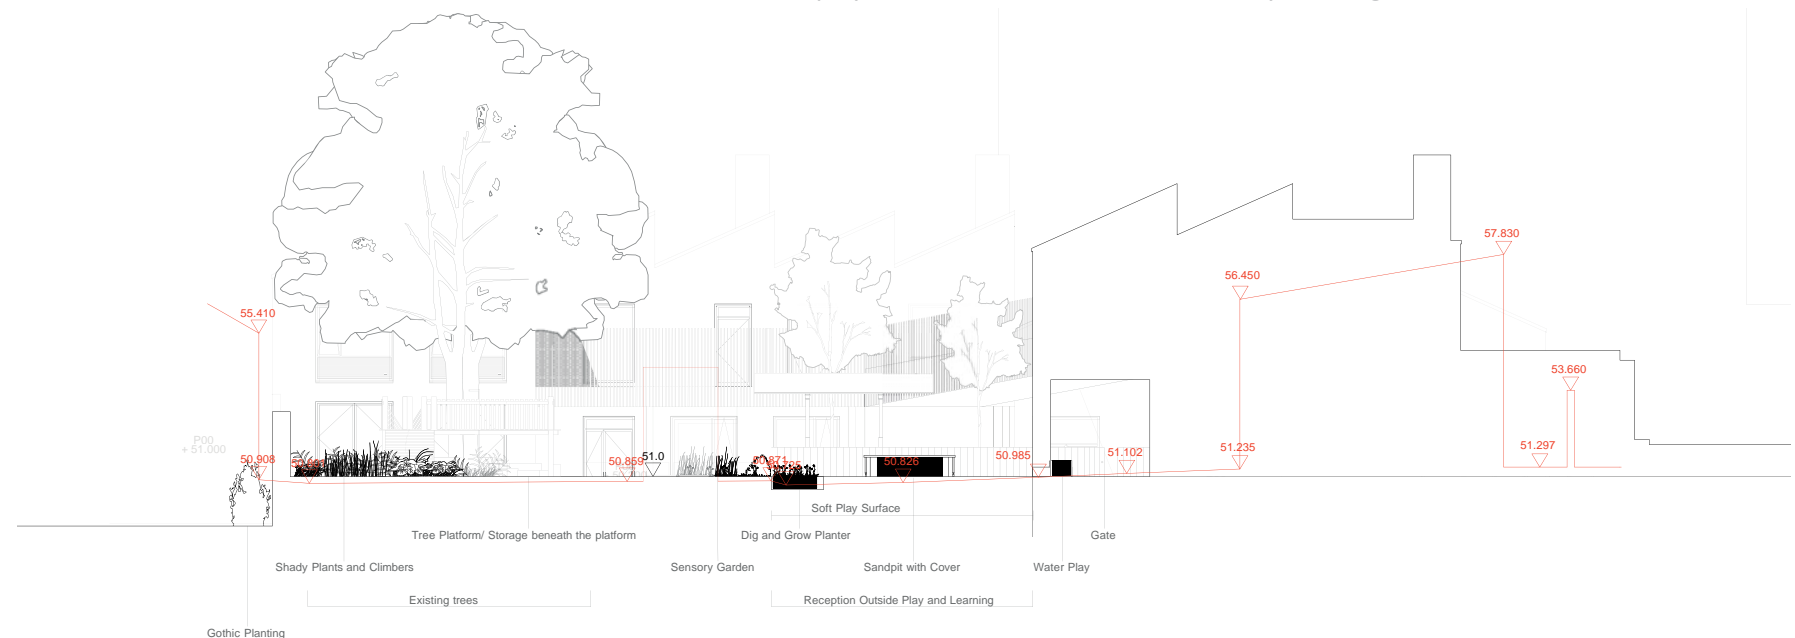 57.830
56.450
55.410
53.660
P00
+ 51.000
50.908
50.859
51.0
50.871
50.826
50.985
51.102
51.235
51.297
Soft Play Surface
Tree Platform/ Storage beneath the platform
Dig and Grow Planter
Gate
Shady Plants and Climbers
Sensory Garden
Sandpit with Cover
Water Play
Existing trees
Reception Outside Play and Learning
Gothic Planting